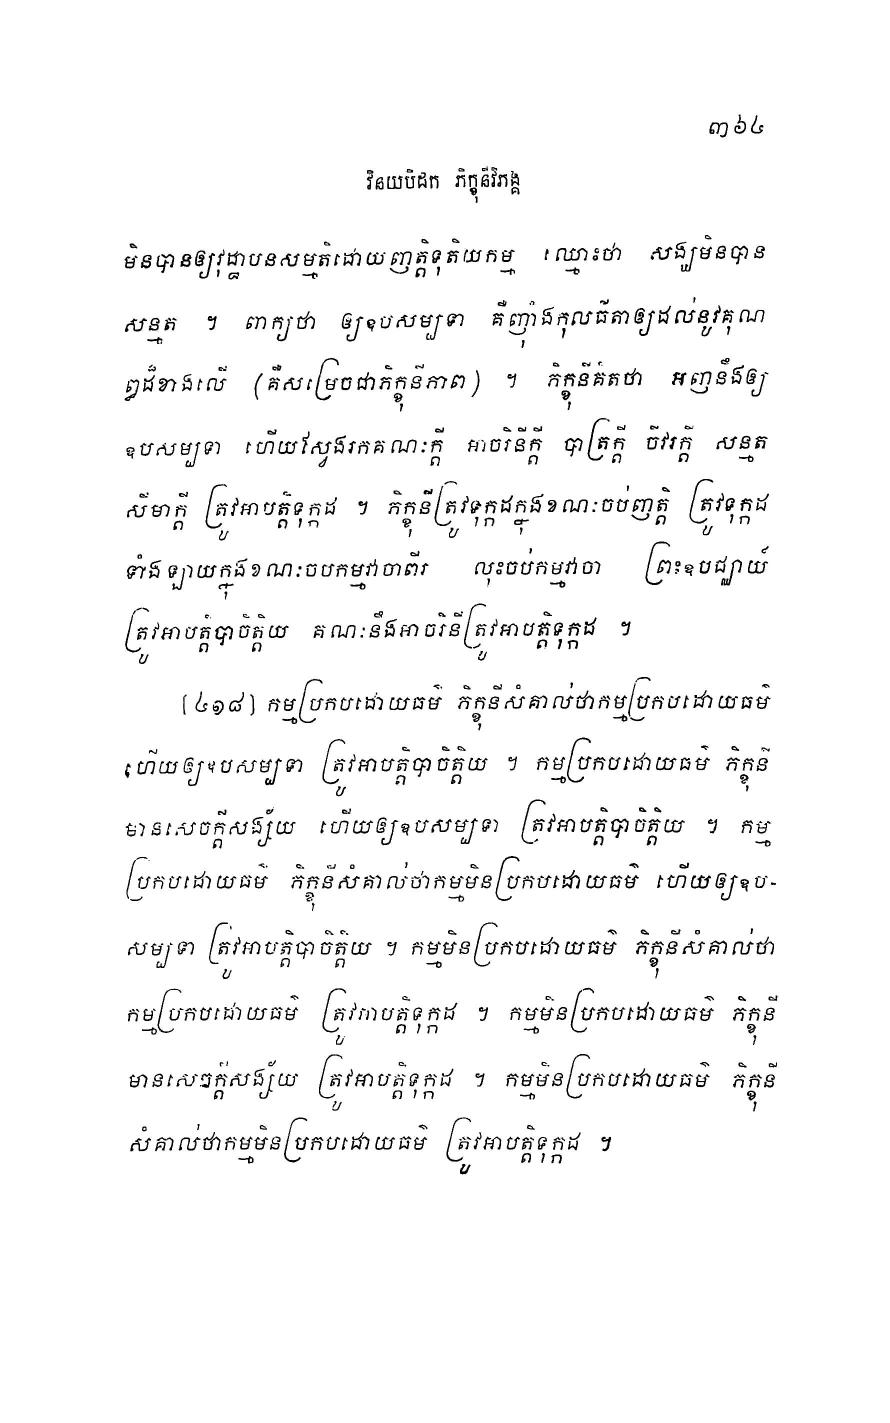 ៣៦៤
វិនយបិដក ភិក្ខុនីវិភង្គ
មិនបានឲ្យវុដ្ឋាបនសម្មតិដោយញត្តិទុតិយកម្ម ឈ្មោះថា សង្ឃមិនបាន
សន្មត ។ ពាក្យថា ឲ្យឧបសម្បទា គឺញ៉ាំងកុលធីតាឲ្យដល់នូវគុណ
ឰដ៏ខាងលើ (គឺសម្រេចជាភិក្ខុនីភាព) ។ ភិក្ខុនីគិតថា អញនឹងឲ្យ
ឧបសម្បទា ហើយស្វែងរកគណៈក្តី អាចរិនីក្តី បាត្រក្តី ចីវរក្តី សន្មត
សីមាក្តី ត្រូវអាបត្តិទុក្កដ ។ ភិក្ខុនីត្រូវទុក្កដក្នុងខណៈចប់ញត្តិ ត្រូវទុក្កដ
ទាំងឡាយក្នុងខណៈចបកម្មវាចាពីរ លុះចប់កម្មវាចា ព្រះឧបជ្ឈាយ៍
ត្រូវអាបត្តិបាចិត្តិយ គណៈនឹងអាចរិនីត្រូវអាបត្តិទុក្កដ ។
[៤១៨] កម្មប្រកបដោយធម៌ ភិក្ខុនីសំគាល់ថាកម្មប្រកបដោយធម៌
ហើយឲ្យឧបសម្បទា ត្រូវអាបត្តិបាចិត្តិយ ។ កម្មប្រកបដោយធម៌ ភិក្ខុនី
មានសេចក្តីសង្ស័យ ហើយឲ្យឧបសម្បទា ត្រូវអាបត្តិបាចិត្តិយ ។ កម្ម
ប្រកបដោយធម៌ ភិក្ខុនីសំគាល់ថាកម្មមិនប្រកបដោយធម៌ ហើយឲ្យឧប-
សម្បទា ត្រូវអាបត្តិបាចិត្តិយ ។ កម្មមិនប្រកបដោយធម៌ ភិក្ខុនីសំគាល់ថា
កម្មប្រកបដោយធម៌ ត្រូវអាបត្តិទុក្កដ ។ កម្មមិនប្រកបដោយធម៌ ភិក្ខុនី
មានសេចក្តីសង្ស័យ ត្រូវអាបត្តិទុក្កដ ។ កម្មមិនប្រកបដោយធម៌ ភិក្ខុនី
សំគាល់ថាកម្មមិនប្រកបដោយធម៌ ត្រូវអាបត្តិទុក្កដ ។